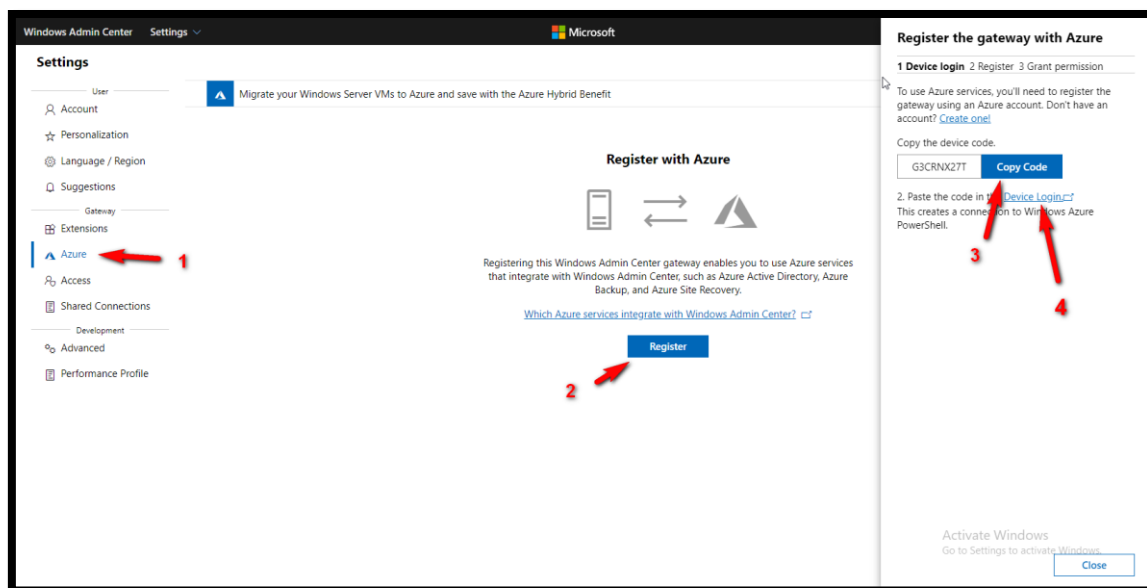 Windows Admin Center Settings
Microsoft
Settings
User
Account
Personalization
Language / Region
Suggestions
Gateway
Extensions
Azure
1
Access
Shared Connections
Development
Advanced
Performance Profile
Migrate your Windows Server VMs to Azure and save with the Azure Hybrid Benefit
Register with Azure
Registering this Windows Admin Center gateway enables you to use Azure services
that integrate with Windows Admin Center, such as Azure Active Directory, Azure
Backup, and Azure Site Recovery.
Which Azure services integrate with Windows Admin Center?
Register
2
Register the gateway with Azure
1 Device login 2 Register 3 Grant permission
To use Azure services, you'll need to register the
gateway using an Azure account. Don't have an
account? Create one!
Copy the device code.
G3CRNX27T Copy Code
2. Paste the code in the Device Login.
This creates a connection to Windows Azure
PowerShell.
3
4
Activate Windows
Go to Settings to activate Windows.
Close